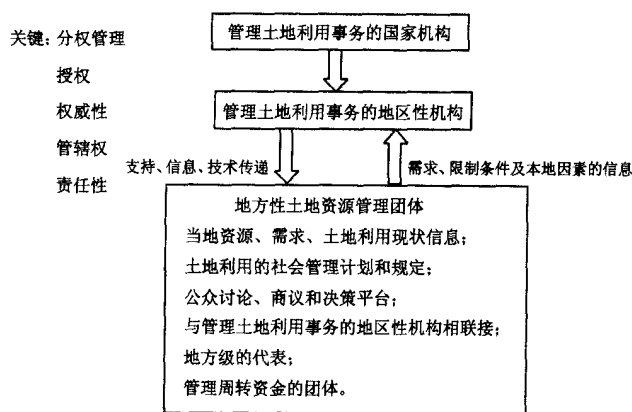 关键：分权管理
授权
权威性
管辖权
责任性
管理土地利用事务的国家机构
管理土地利用事务的地区性机构
支持、信息、技术传递
需求、限制条件及本地因素的信息
地方性土地资源管理团体
当地资源、需求、土地利用现状信息；
土地利用的社会管理计划和规定；
公众讨论、商议和决策平台；
与管理土地利用事务的地区性机构相联接；
地方级的代表；
管理周转资金的团体。